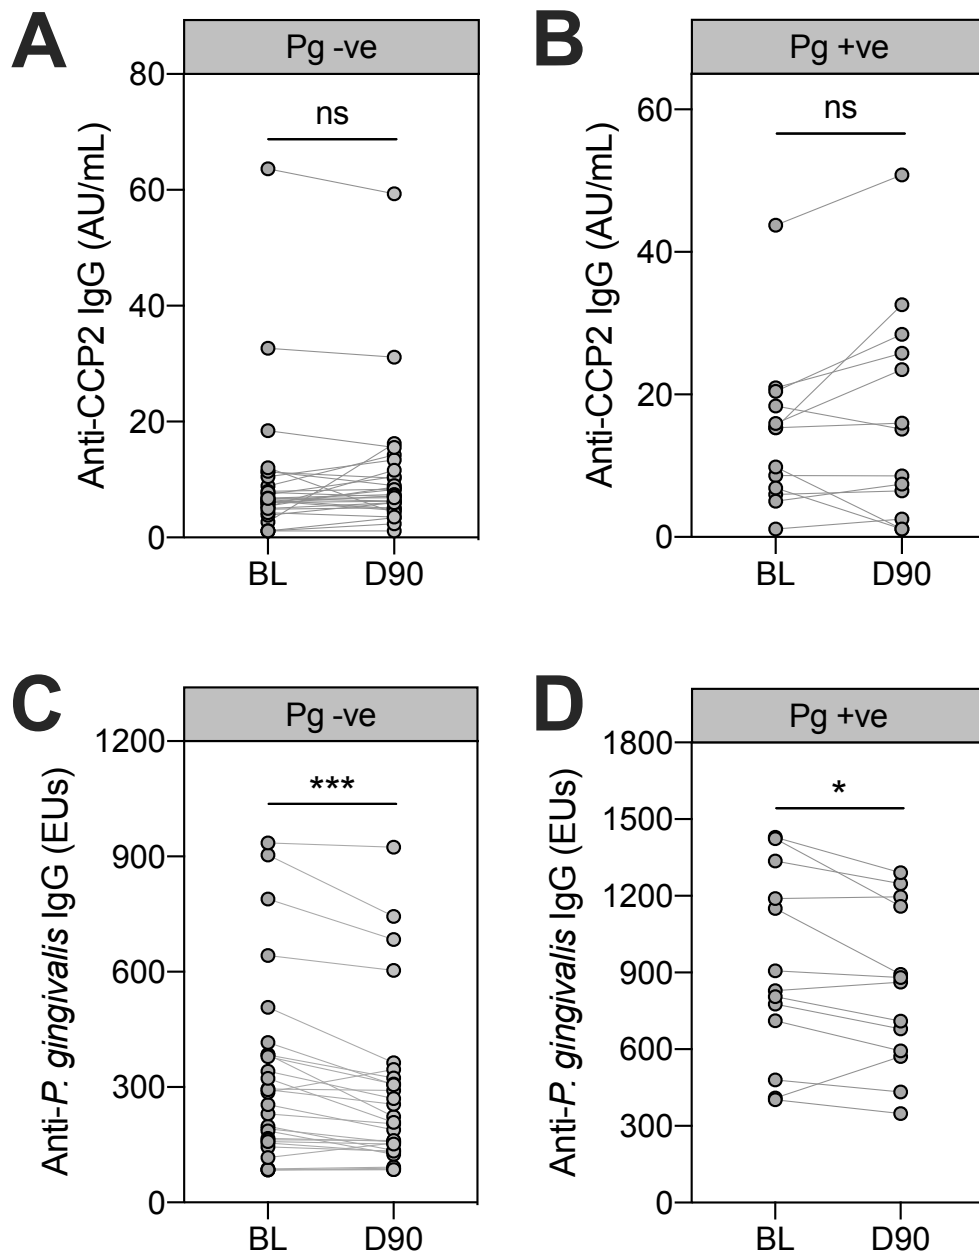 A
Pg -ve
Anti-CCP2 IgG (AU/mL)
80
60
40
20
0
ns
BL
D90
B
Pg +ve
Anti-CCP2 IgG (AU/mL)
60
40
20
0
ns
BL
D90
C
Pg -ve
Anti-P. gingivalis IgG (EUs)
1200
900
600
300
0
***
BL
D90
D
Pg +ve
Anti-P. gingivalis IgG (EUs)
1800
1500
1200
900
600
300
0
*
BL
D90